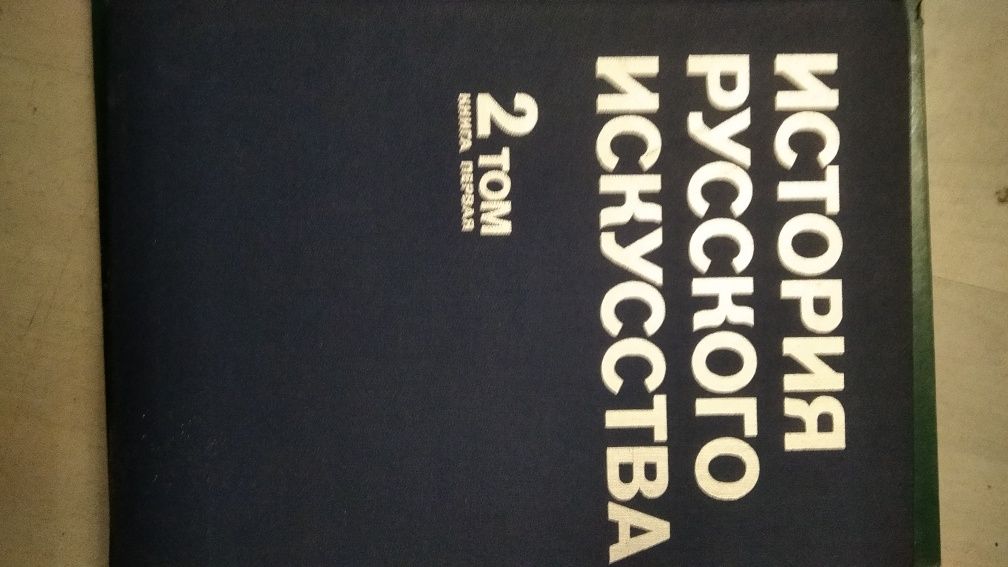 ИСТОРИЯ
РУССКОГО
ИСКУССТВА
2 ТОМ
КНИГА ПЕРВАЯ